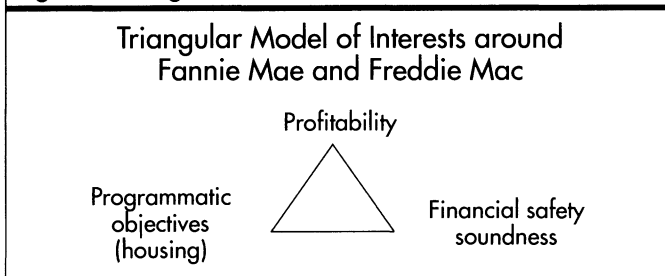 Triangular Model of Interests around
Fannie Mae and Freddie Mac
Profitability
Programmatic
objectives
(housing)
Financial safety
soundness